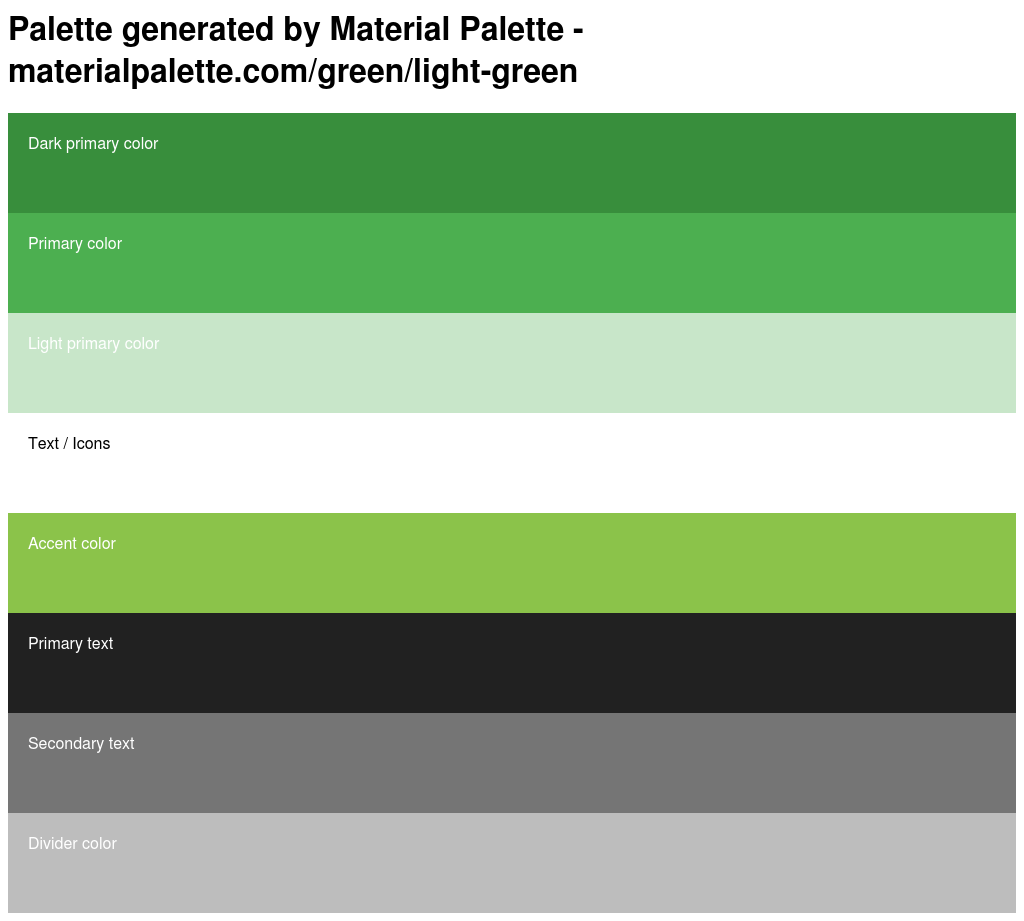 Palette generated by Material Palette -
materialpalette.com/green/light-green
Dark primary color
Primary color
Light primary color
Text / Icons
Accent color
Primary text
Secondary text
Divider color